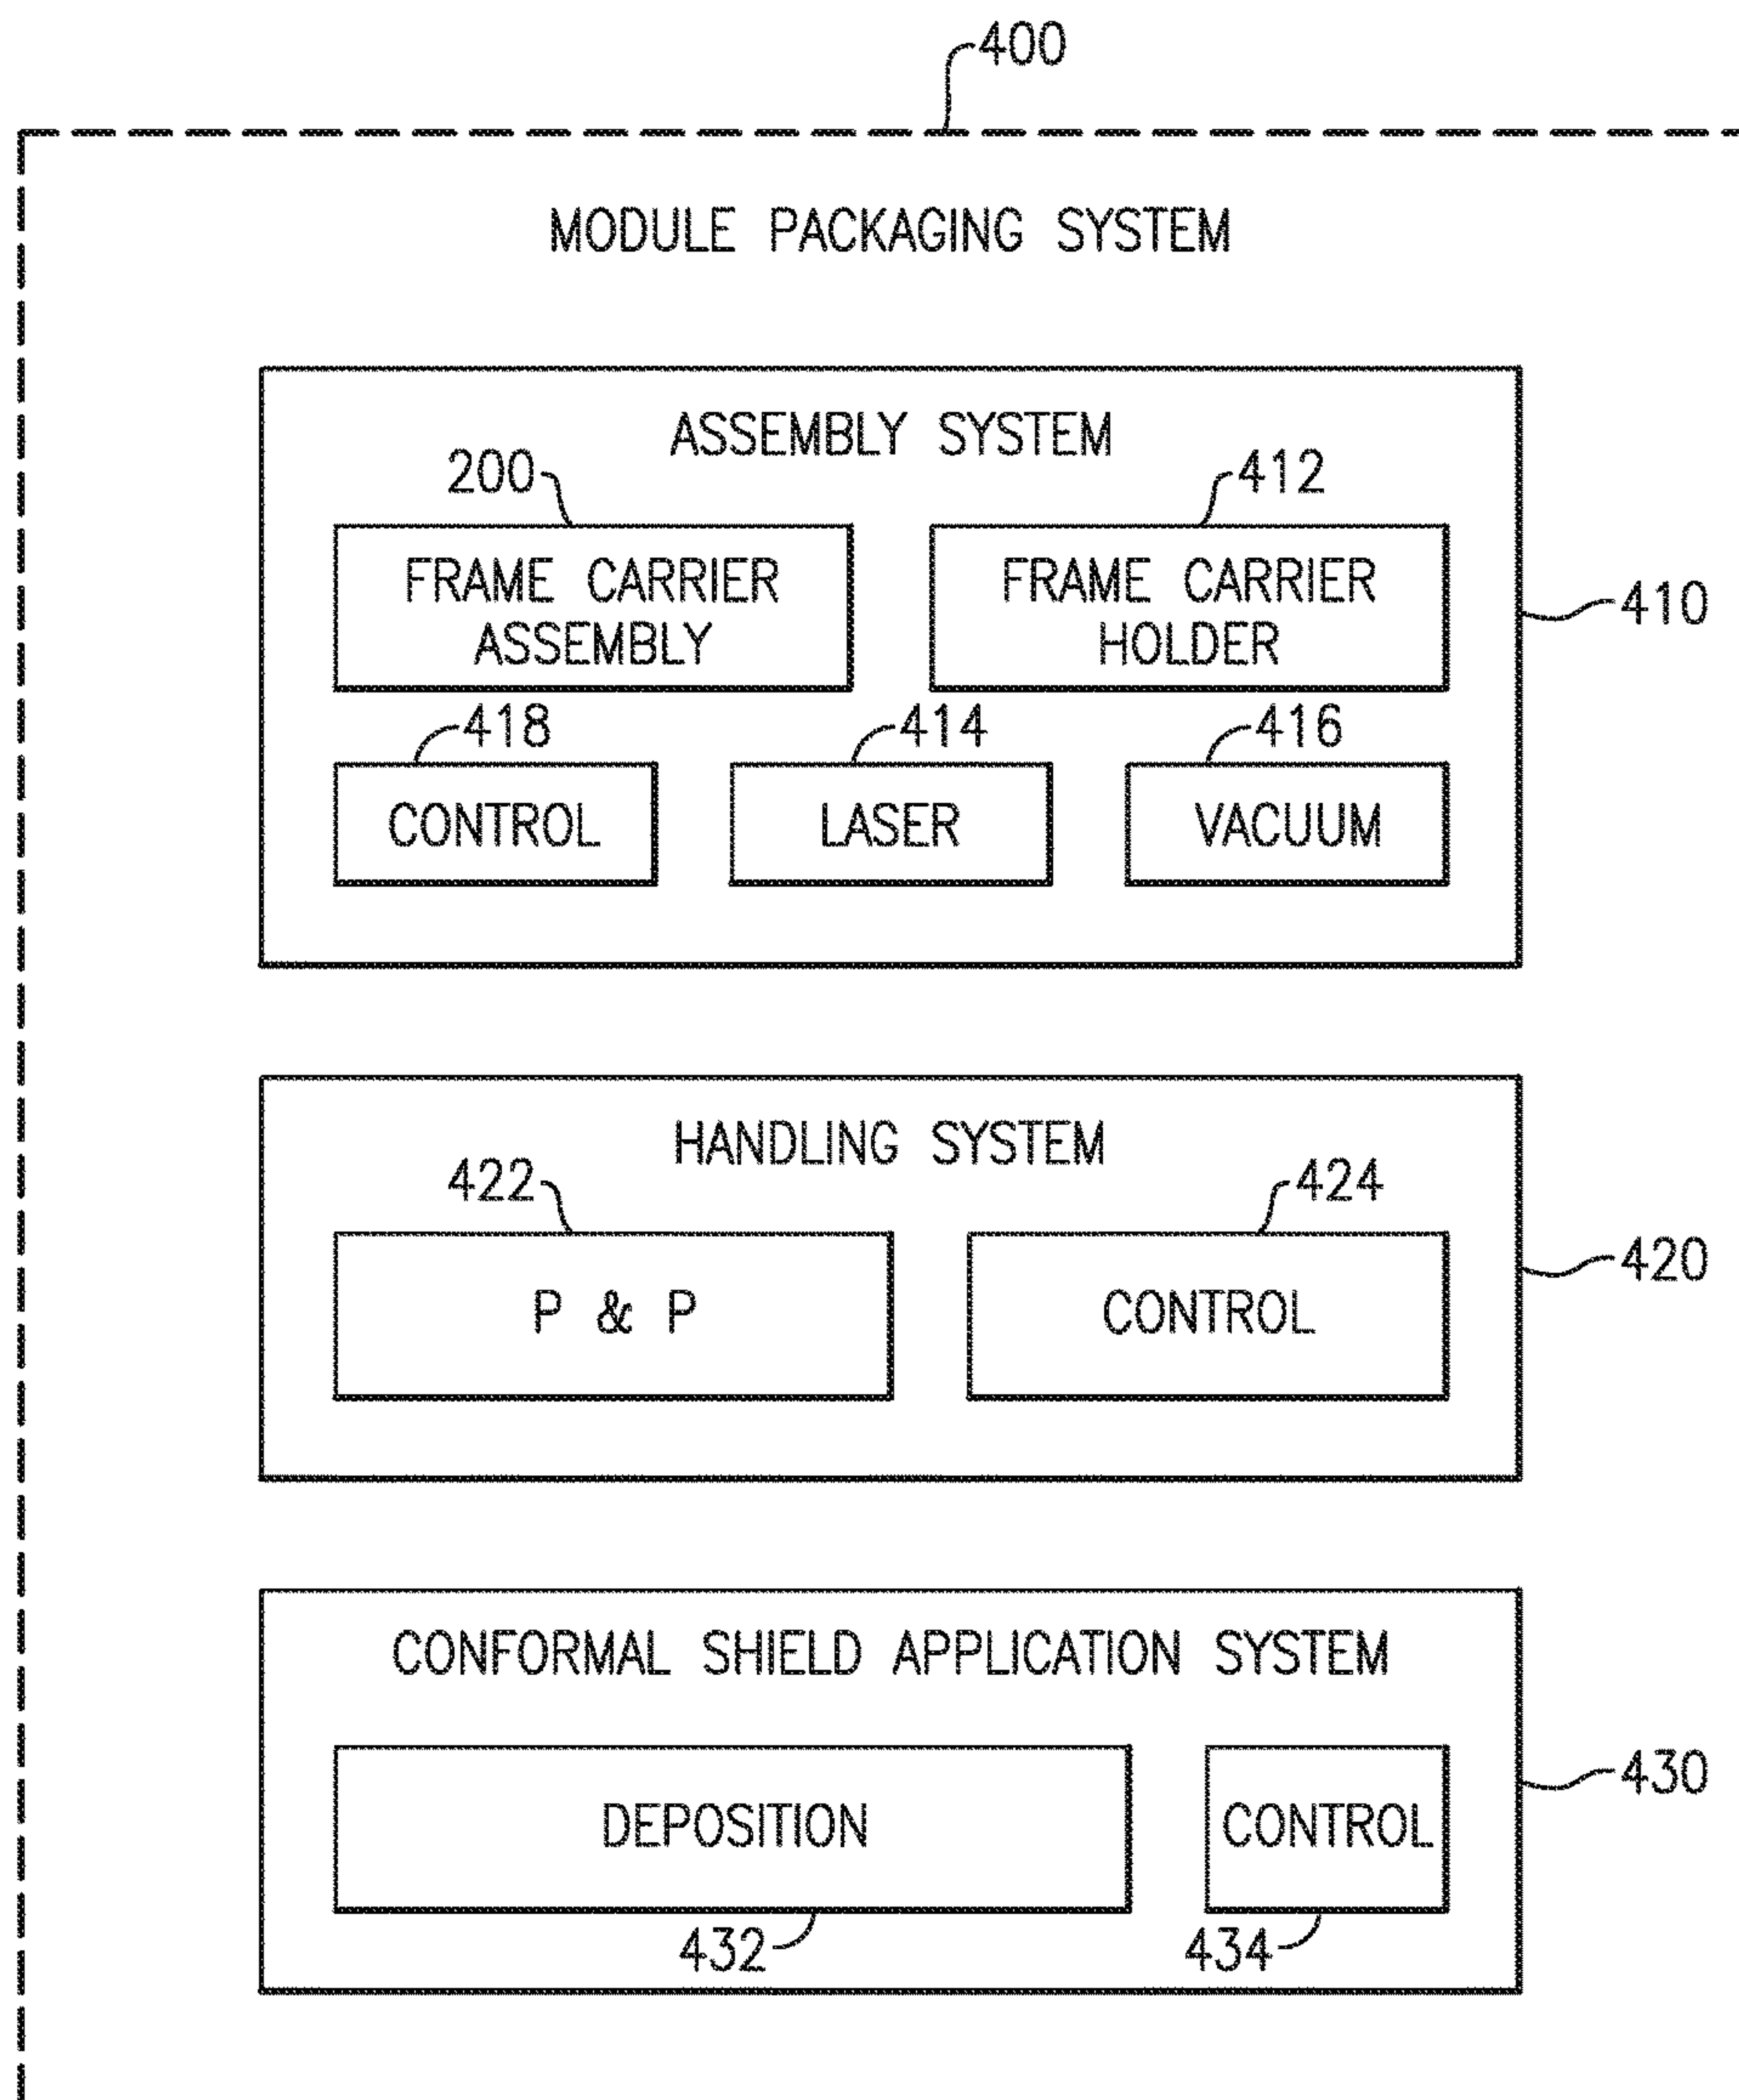 400
MODULE PACKAGING SYSTEM
ASSEMBLY SYSTEM
200
412
FRAME CARRIER
ASSEMBLY
FRAME CARRIER
HOLDER
410
418
414
416
CONTROL
LASER
VACUUM
HANDLING SYSTEM
422
424
P & P
CONTROL
420
CONFORMAL SHIELD APPLICATION SYSTEM
DEPOSITION
CONTROL
430
432
434